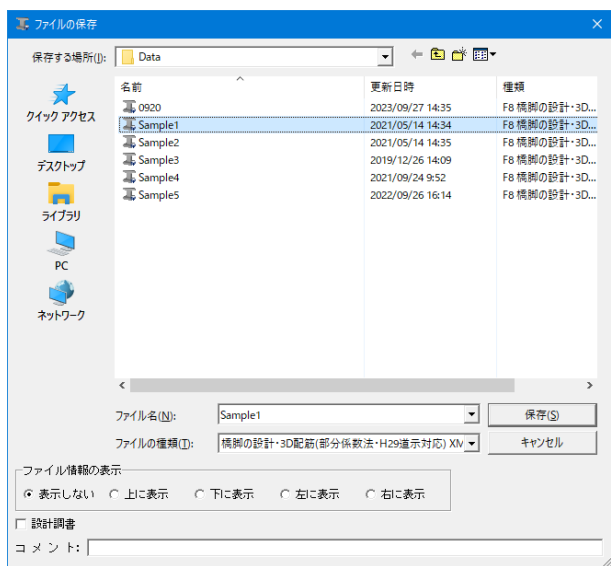 ファイルの保存
保存する場所(I): Data
名前 更新日時 種類
0920 2023/09/27 14:35 F8 橋脚の設計・3D...
Sample1 2021/05/14 14:34 F8 橋脚の設計・3D...
Sample2 2021/05/14 14:35 F8 橋脚の設計・3D...
Sample3 2019/12/26 14:09 F8 橋脚の設計・3D...
Sample4 2021/09/24 9:52 F8 橋脚の設計・3D...
Sample5 2022/09/26 16:14 F8 橋脚の設計・3D...
クイック アクセス
デスクトップ
ライブラリ
PC
ネットワーク
ファイル名(N): Sample1 保存(S)
ファイルの種類(T): 橋脚の設計・3D配筋(部分係数法・H29道示対応) XIV キャンセル
ファイル情報の表示
表示しない 上に表示 下に表示 左に表示 右に表示
設計調書
コメント: